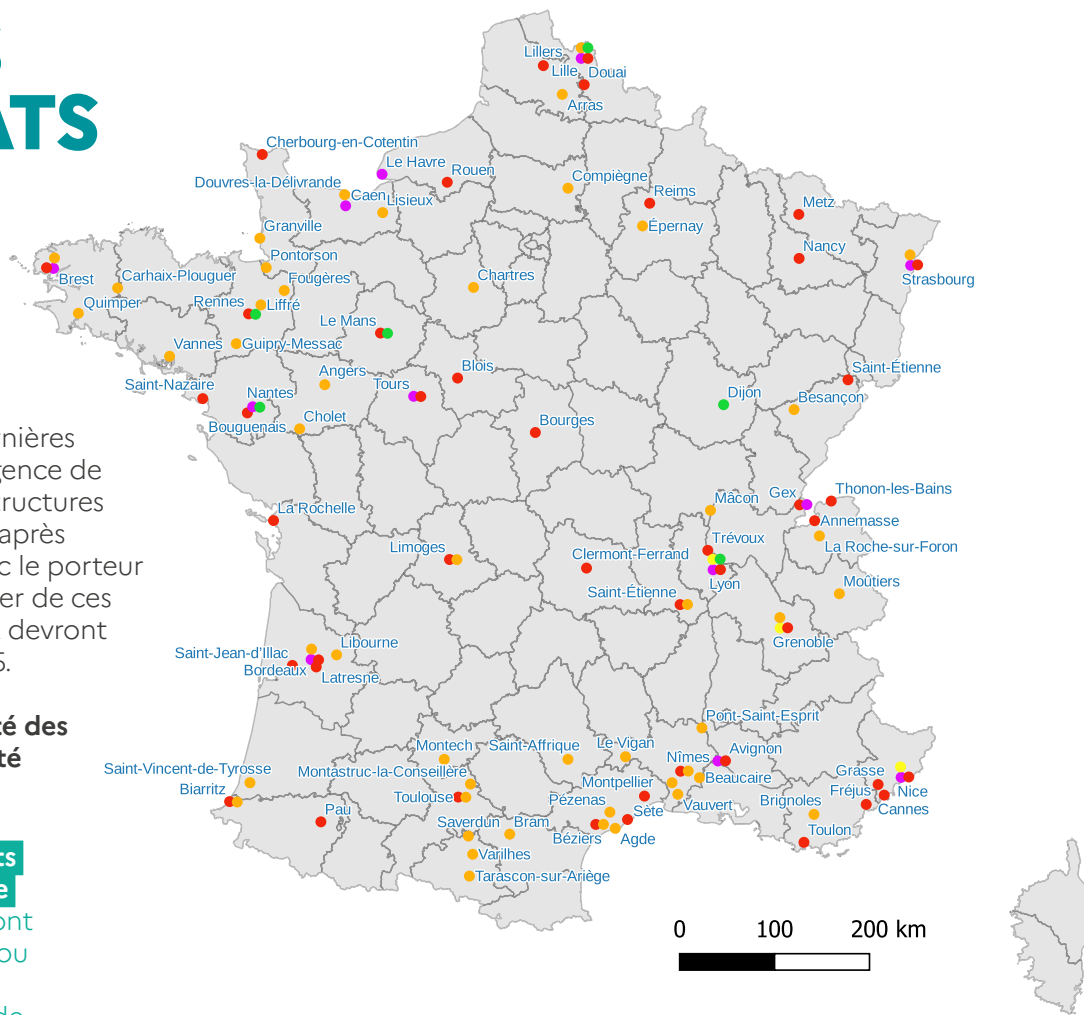 S
ATS
Lillers
Lille
Douai
Arras
Cherbourg-en-Cotentin
Le Havre
Rouen
Compiègne
Douvres-la-Délivrande
Caen
Lisieux
Reims
Épernay
Metz
Nancy
Strasbourg
Granville
Pontorson
Fougères
Chartres
Brest
Carhaix-Plouguer
Quimper
Rennes
Liffré
Le Mans
Vannes
Guipry-Messac
Angers
Tours
Blois
Saint-Étienne
Saint-Nazaire
Nantes
Bouguenais
Cholet
Bourges
Dijon
Besançon
rnières
gence de
tructures
après
c le porteur
er de ces
devront
5.
té des
té
ts
e
ont
ou
de
La Rochelle
Limoges
Clermont-Ferrand
Saint-Étienne
Mâcon
Gex
Thonon-les-Bains
Annemasse
La Roche-sur-Foron
Trévoux
Lyon
Moûtiers
Grenoble
Saint-Jean-d'Illac
Libourne
Bordeaux
Latresne
Pont-Saint-Esprit
Saint-Vincent-de-Tyrosse
Biarritz
Pau
Montech
Saint-Affrique
Le Vigan
Nîmes
Avignon
Montastruc-la-Conseillère
Toulouse
Montpellier
Beaucaire
Vauvert
Pézenas
Sète
Saverdun
Bram
Béziers
Agde
Varilhes
Tarascon-sur-Ariège
Grasse
Nice
Fréjus
Cannes
Brignoles
Toulon
0 100 200 km